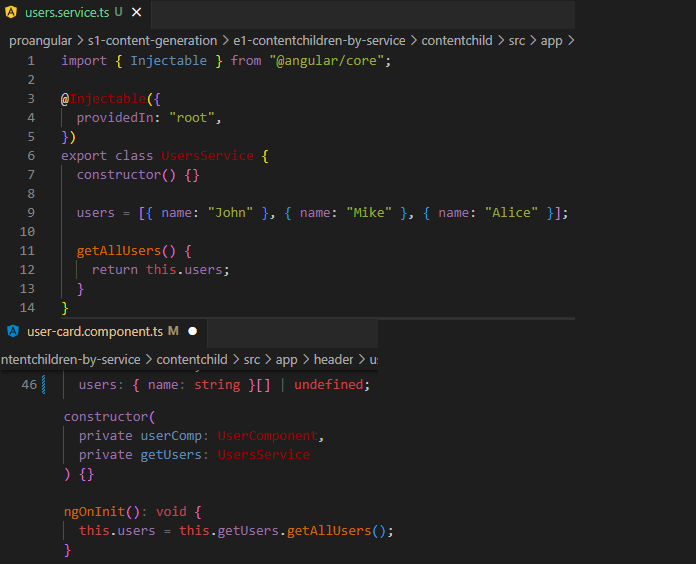 users.service.ts U ×
proangular > s1-content-generation > e1-contentchildren-by-service > contentchild > src > app >
1 import { Injectable } from "@angular/core";
2
3 @Injectable({
4   providedIn: "root",
5 })
6 export class UsersService {
7   constructor() {}
8
9   users = [{ name: "John" }, { name: "Mike" }, { name: "Alice" }];
10
11   getAllUsers() {
12     return this.users;
13   }
14 }
user-card.component.ts M ●
ntentchildren-by-service > contentchild > src > app > header > us
46   users: { name: string }[] | undefined;
constructor(
  private userComp: UserComponent,
  private getUsers: UsersService
) {}
ngOnInit(): void {
  this.users = this.getUsers.getAllUsers();
}